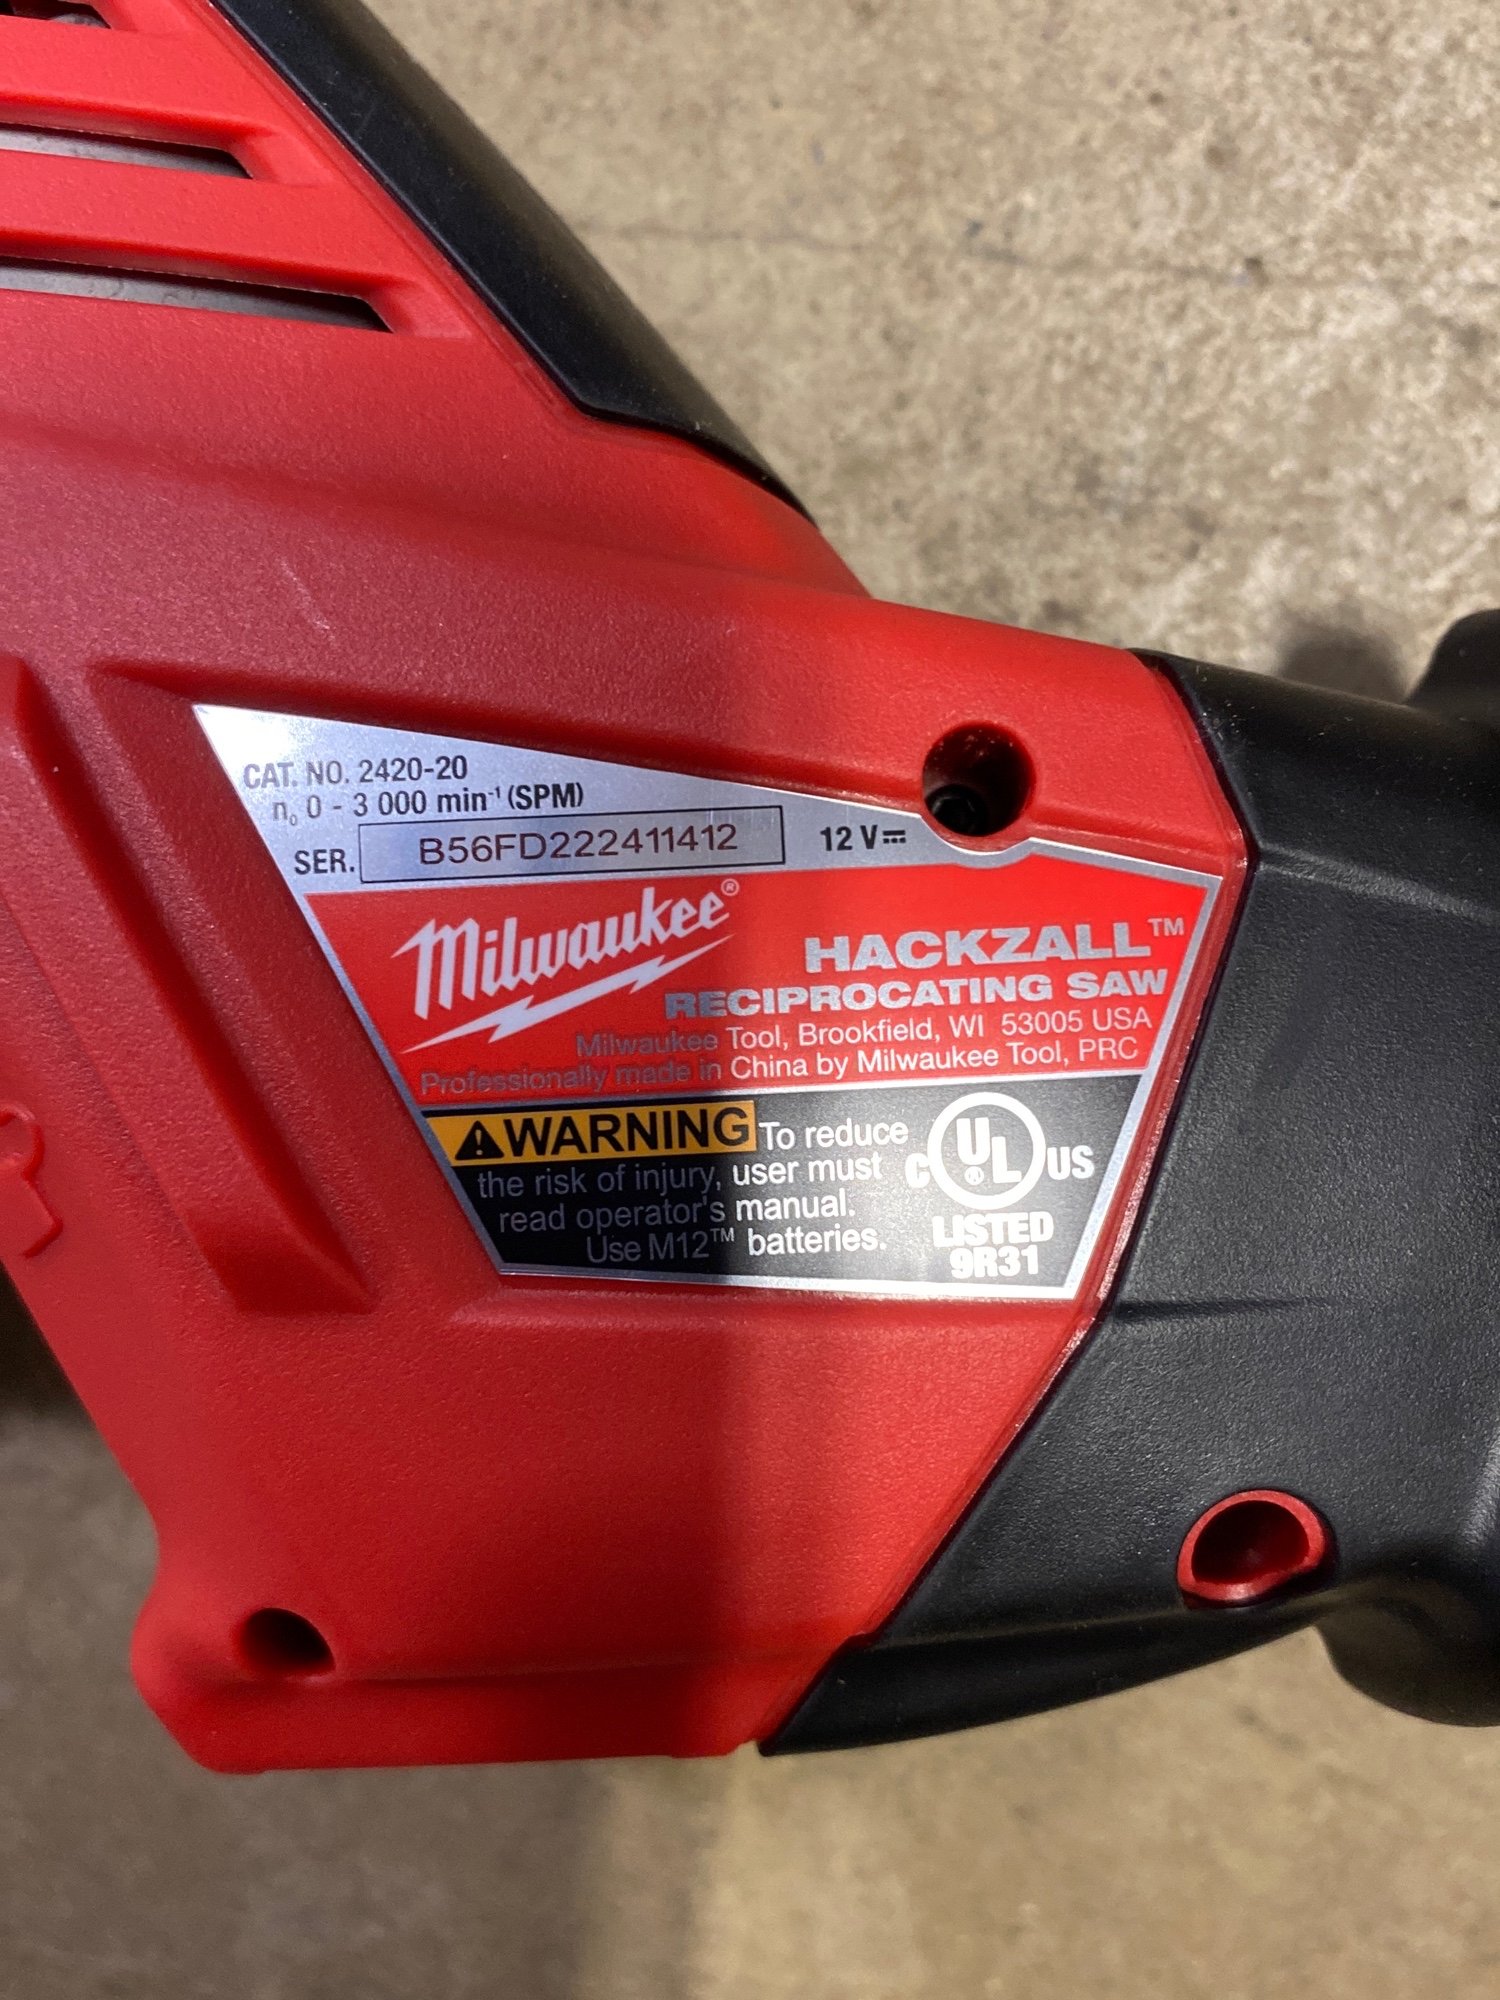 CAT. NO. 2420-20
n₀ 0 - 3 000 min⁻¹ (SPM)
SER. B56FD222411412 12 V⎓
Milwaukee®
HACKZALL™
RECIPROCATING SAW
Milwaukee Tool, Brookfield, WI 53005 USA
Professionally made in China by Milwaukee Tool, PRC
⚠WARNING To reduce
the risk of injury, user must
read operator's manual.
Use M12™ batteries.
C UL® US
LISTED
9R31